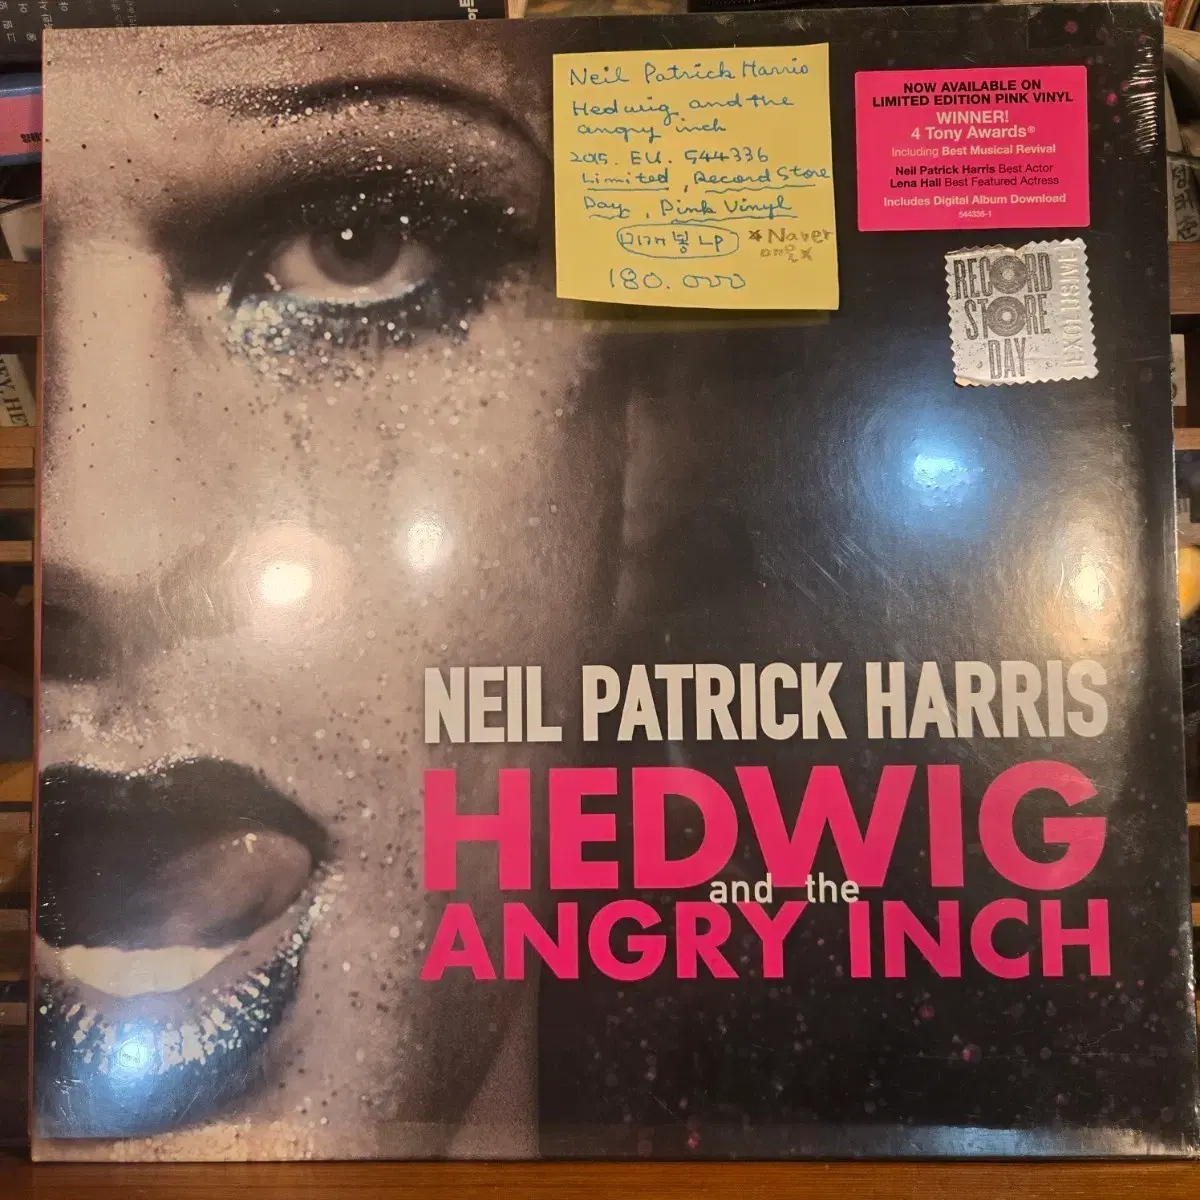 Neil Patrick Harris
Hedwig and the
angry inch
2015. EU. 544336
Limited, Record Store
Day, Pink Vinyl
미개봉 LP
*Naver
180.000
NOW AVAILABLE ON
LIMITED EDITION PINK VINYL
WINNER!
4 Tony Awards®
Including Best Musical Revival
Neil Patrick Harris Best Actor
Lena Hall Best Featured Actress
Includes Digital Album Download
544336-1
RECORD
STORE
DAY
EXCLUSIVE
NEIL PATRICK HARRIS
HEDWIG
and the
ANGRY INCH